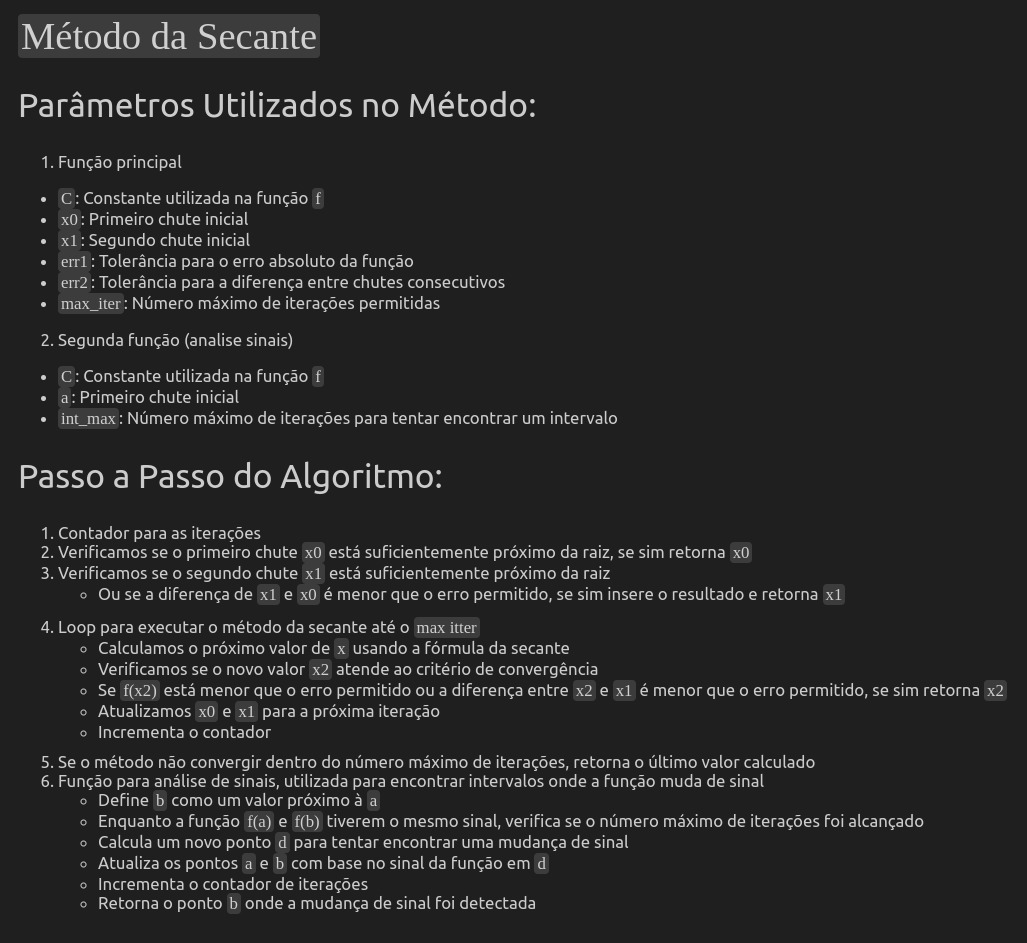 Método da Secante
Parâmetros Utilizados no Método:
1. Função principal
• C: Constante utilizada na função f
• x0: Primeiro chute inicial
• x1: Segundo chute inicial
• err1: Tolerância para o erro absoluto da função
• err2: Tolerância para a diferença entre chutes consecutivos
• max_iter: Número máximo de iterações permitidas
2. Segunda função (analise sinais)
• C: Constante utilizada na função f
• a: Primeiro chute inicial
• int_max: Número máximo de iterações para tentar encontrar um intervalo
Passo a Passo do Algoritmo:
1. Contador para as iterações
2. Verificamos se o primeiro chute x0 está suficientemente próximo da raiz, se sim retorna x0
3. Verificamos se o segundo chute x1 está suficientemente próximo da raiz
◦ Ou se a diferença de x1 e x0 é menor que o erro permitido, se sim insere o resultado e retorna x1
4. Loop para executar o método da secante até o max itter
◦ Calculamos o próximo valor de x usando a fórmula da secante
◦ Verificamos se o novo valor x2 atende ao critério de convergência
◦ Se f(x2) está menor que o erro permitido ou a diferença entre x2 e x1 é menor que o erro permitido, se sim retorna x2
◦ Atualizamos x0 e x1 para a próxima iteração
◦ Incrementa o contador
5. Se o método não convergir dentro do número máximo de iterações, retorna o último valor calculado
6. Função para análise de sinais, utilizada para encontrar intervalos onde a função muda de sinal
◦ Define b como um valor próximo à a
◦ Enquanto a função f(a) e f(b) tiverem o mesmo sinal, verifica se o número máximo de iterações foi alcançado
◦ Calcula um novo ponto d para tentar encontrar uma mudança de sinal
◦ Atualiza os pontos a e b com base no sinal da função em d
◦ Incrementa o contador de iterações
◦ Retorna o ponto b onde a mudança de sinal foi detectada